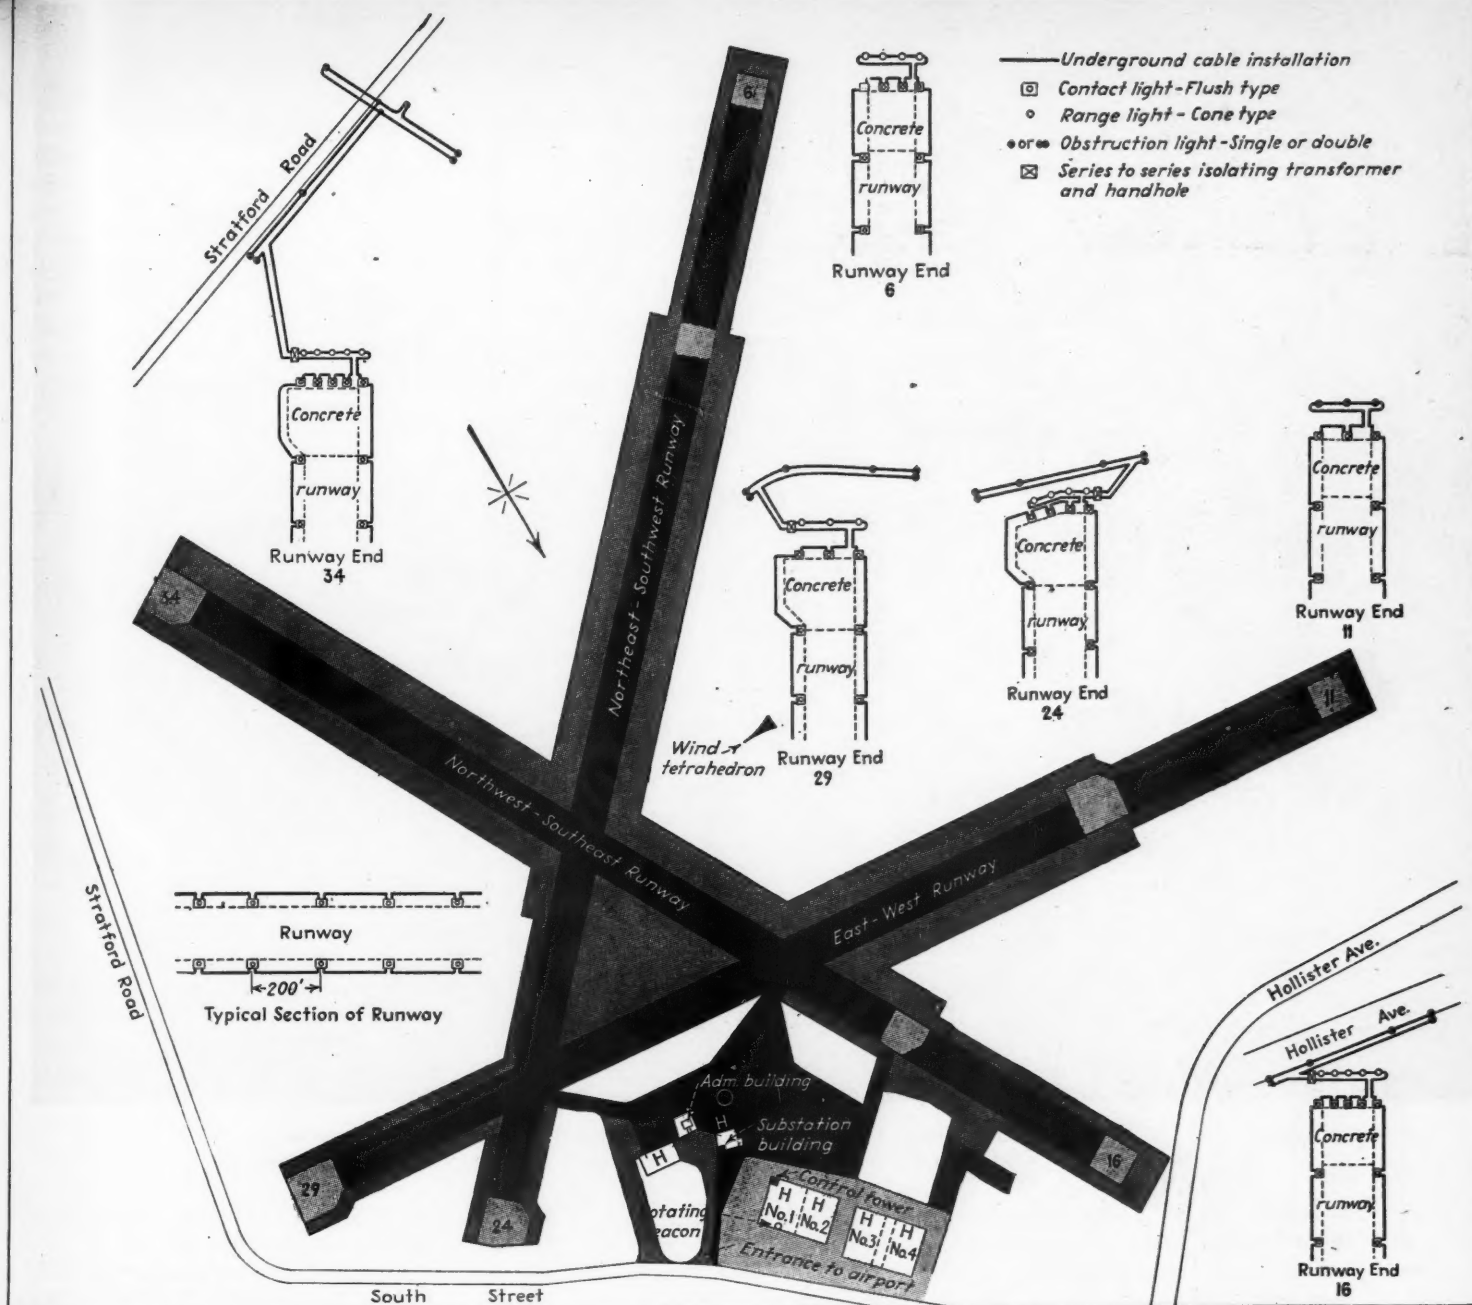 Underground cable installation
Contact light-Flush type
Range light - Cone type
or Obstruction light-Single or double
Series to series isolating transformer
and handhole
6
Concrete
runway
Runway End
6
Stratford Road
Concrete
runway
Runway End
34
34
Northeast - Southwest Runway
Concrete
runway
Runway End
29
Wind
tetrahedron
Concrete
runway
Runway End
24
Concrete
runway
Runway End
11
11
Northwest - Southeast Runway
East - West Runway
Stratford Road
Runway
200'
Typical Section of Runway
Hollister Ave.
Hollister Ave.
Concrete
runway
Runway End
16
Adm. building
H
Substation
building
H
16
29
24
Control tower
H H
No.1 No.2
H H
No.3 No.4
otating
eacon
Entrance to airport
South Street